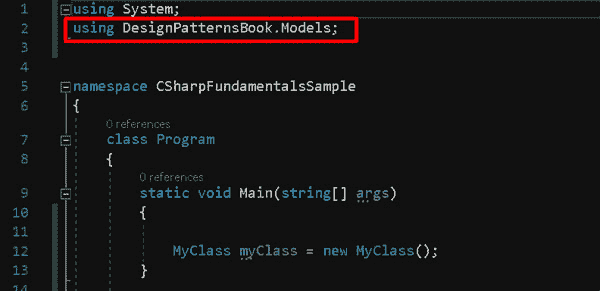 1 using System;
2 using DesignPatternsBook.Models;
3
5 namespace CSharpFundamentalsSample
6 {
0 references
7 class Program
8 {
0 references
9 static void Main(string[] args)
10 {
11
12 MyClass myClass = new MyClass();
13 }
14